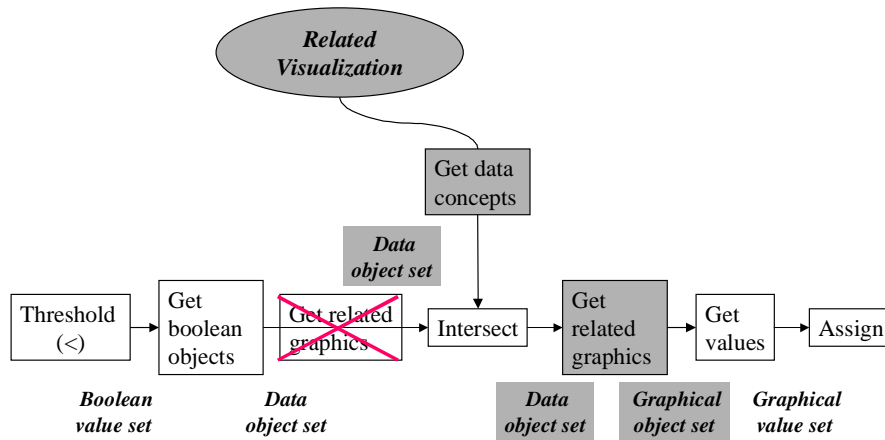 Related
Visualization
Get data
concepts
Data
object set
Threshold
(<)
Get
boolean
objects
Get related
graphics
Intersect
Get
related
graphics
Get
values
Assign
Boolean
value set
Data
object set
Data
object set
Graphical
object set
Graphical
value set